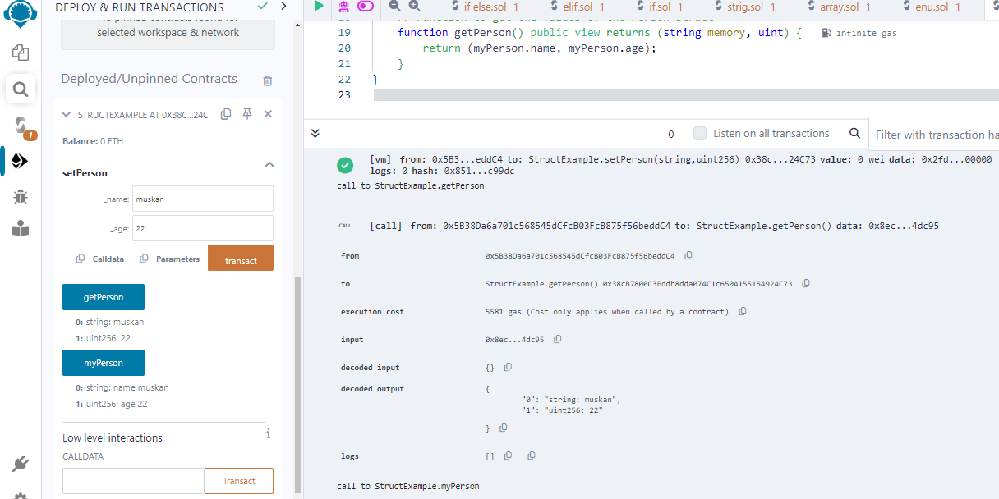 DEPLOY & RUN TRANSACTIONS
selected workspace & network
Deployed/Unpinned Contracts
STRUCTEXAMPLE AT 0X38C...24C
Balance: 0 ETH
setPerson
_name: muskan
_age: 22
Calldata Parameters transact
getPerson
0: string: muskan
1: uint256: 22
myPerson
0: string: name muskan
1: uint256: age 22
Low level interactions i
CALLDATA
Transact
1
if else.sol 1 elif.sol 1 if.sol 1 strig.sol 1 array.sol 1 enu.sol 1
19 function getPerson() public view returns (string memory, uint) { infinite gas
20 return (myPerson.name, myPerson.age);
21 }
22 }
23
0 Listen on all transactions Filter with transaction ha
[vm] from: 0x5B3...eddC4 to: StructExample.setPerson(string,uint256) 0x38c...24C73 value: 0 wei data: 0x2fd...00000
logs: 0 hash: 0x851...c99dc
call to StructExample.getPerson
CALL [call] from: 0x5B38Da6a701c568545dCfcB03FcB875f56beddC4 to: StructExample.getPerson() data: 0x8ec...4dc95
from 0x5B38Da6a701c568545dCfcB03FcB875f56beddC4
to StructExample.getPerson() 0x38cB7800C3Fddb8dda074C1c650A155154924C73
execution cost 5581 gas (Cost only applies when called by a contract)
input 0x8ec...4dc95
decoded input {}
decoded output {
"0": "string: muskan",
"1": "uint256: 22"
}
logs []
call to StructExample.myPerson